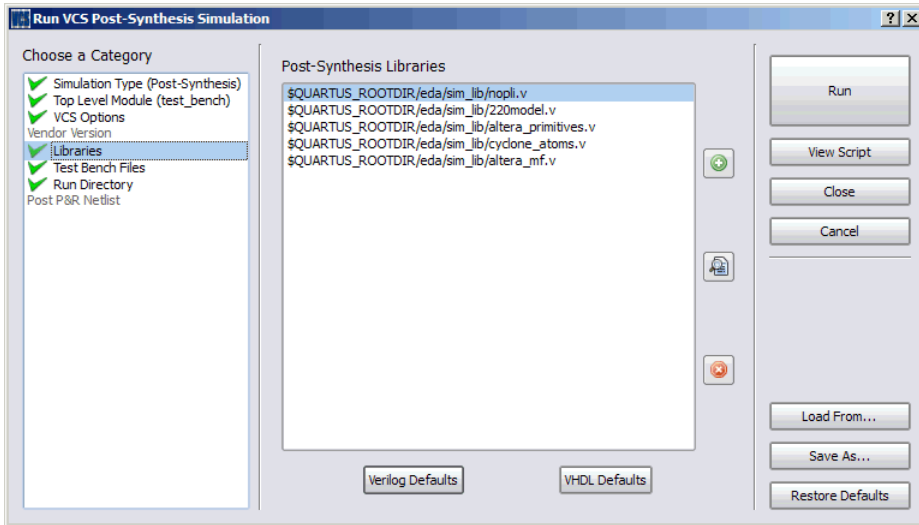 Run VCS Post-Synthesis Simulation
Choose a Category
Simulation Type (Post-Synthesis)
Top Level Module (test_bench)
VCS Options
Vendor Version
Libraries
Test Bench Files
Run Directory
Post P&R Netlist
Post-Synthesis Libraries
$QUARTUS_ROOTDIR/eda/sim_lib/nopli.v
$QUARTUS_ROOTDIR/eda/sim_lib/220model.v
$QUARTUS_ROOTDIR/eda/sim_lib/altera_primitives.v
$QUARTUS_ROOTDIR/eda/sim_lib/cyclone_atoms.v
$QUARTUS_ROOTDIR/eda/sim_lib/altera_mf.v
Verilog Defaults
VHDL Defaults
Run
View Script
Close
Cancel
Load From...
Save As...
Restore Defaults